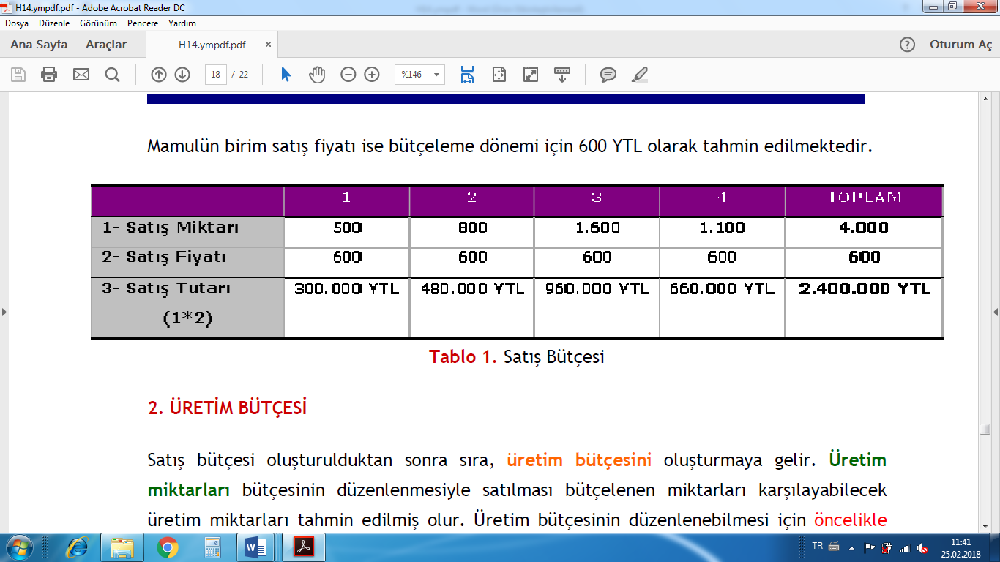 H14.ympdf.pdf - Adobe Acrobat Reader DC
Dosya Düzenle Görünüm Pencere Yardım
Ana Sayfa Araçlar H14.ympdf.pdf × ? Oturum Aç
18 / 22 %146
Mamulün birim satış fiyatı ise bütçeleme dönemi için 600 YTL olarak tahmin edilmektedir.
1 2 3 4 TOPLAM
1- Satış Miktarı 500 800 1.600 1.100 4.000
2- Satış Fiyatı 600 600 600 600 600
3- Satış Tutarı 300.000 YTL 480.000 YTL 960.000 YTL 660.000 YTL 2.400.000 YTL
(1*2)
Tablo 1. Satış Bütçesi
2. ÜRETİM BÜTÇESİ
Satış bütçesi oluşturulduktan sonra sıra, üretim bütçesini oluşturmaya gelir. Üretim
miktarları bütçesinin düzenlenmesiyle satılması bütçelenen miktarları karşılayabilecek
üretim miktarları tahmin edilmiş olur. Üretim bütçesinin düzenlenebilmesi için öncelikle
TR 11:41
25.02.2018